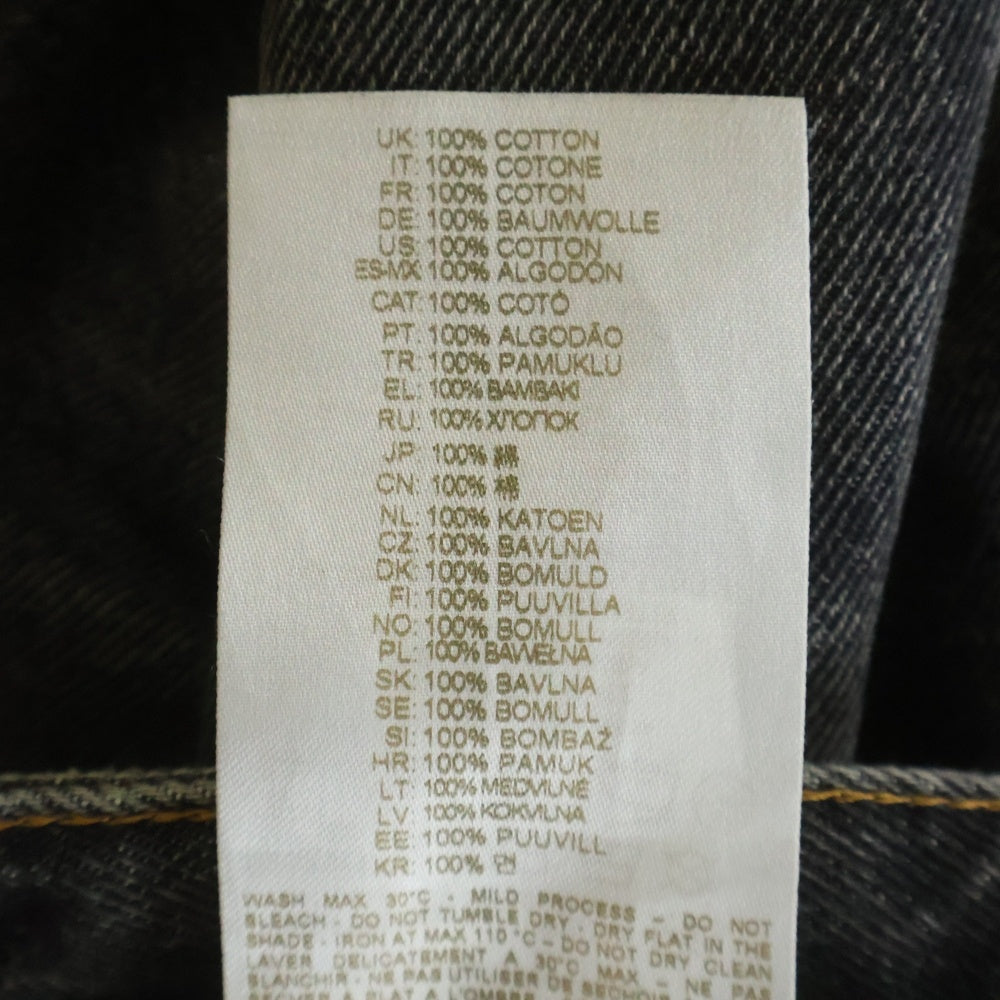 UK: 100% COTTON
IT: 100% COTONE
FR: 100% COTON
DE: 100% BAUMWOLLE
US: 100% COTTON
ES-MX: 100% ALGODÓN
CAT: 100% COTÓ
PT: 100% ALGODÃO
TR: 100% PAMUKLU
EL: 100% BAMBAKI
RU: 100% ХЛОПОК
JP: 100% 綿
CN: 100% 棉
NL: 100% KATOEN
CZ: 100% BAVLNA
DK: 100% BOMULD
FI: 100% PUUVILLA
NO: 100% BOMULL
PL: 100% BAWEŁNA
SK: 100% BAVLNA
SE: 100% BOMULL
SI: 100% BOMBAŽ
HR: 100% PAMUK
LT: 100% MEDVILNĖ
LV: 100% KOKVILNA
EE: 100% PUUVILL
KR: 100% 면
WASH MAX 30°C - MILD PROCESS - DO NOT
BLEACH - DO NOT TUMBLE DRY - DRY FLAT IN THE
SHADE - IRON AT MAX 110°C - DO NOT DRY CLEAN
LAVER DELICATEMENT A 30°C MAX - NE PAS
BLANCHIR - NE PAS UTILISER DE SECHOIR
SECHER A PLAT A L'OMBRE